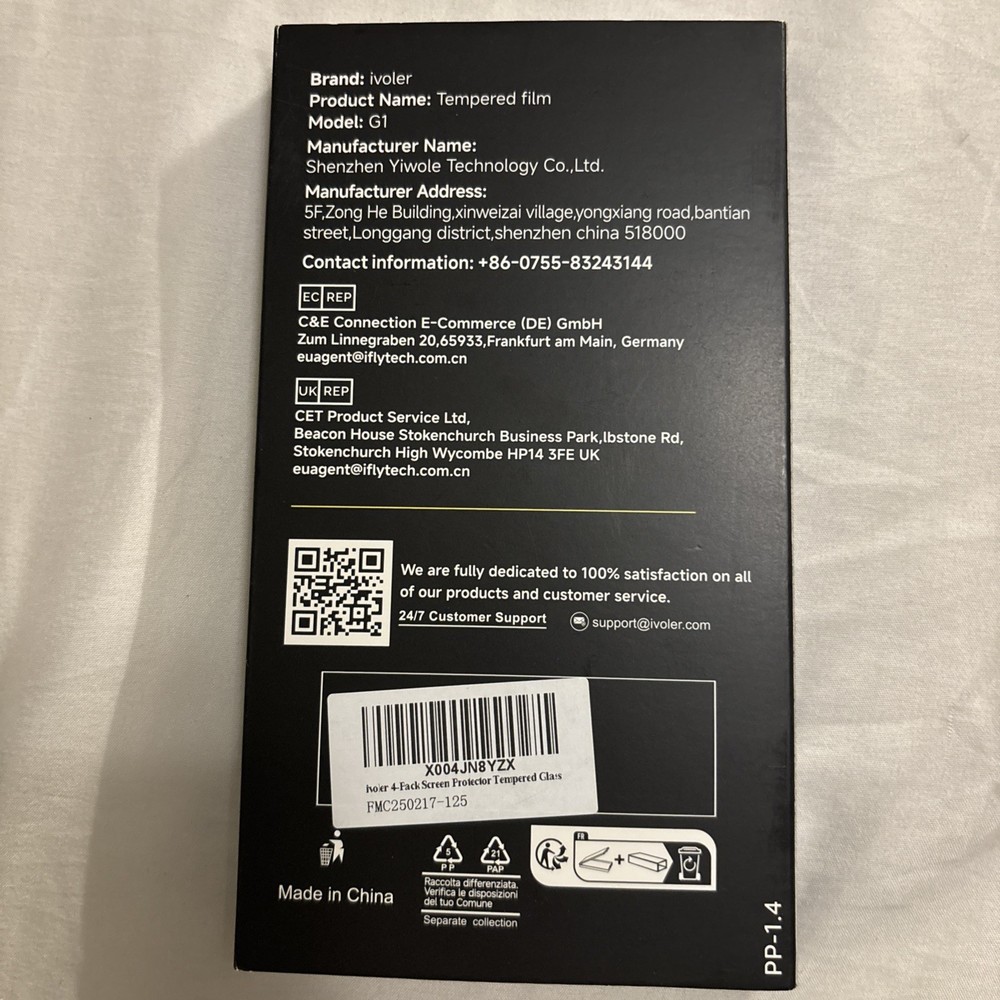 Brand: ivoler
Product Name: Tempered film
Model: G1
Manufacturer Name:
Shenzhen Yiwole Technology Co.,Ltd.
Manufacturer Address:
5F,Zong He Building,xinweizai village,yongxiang road,bantian
street,Longgang district,shenzhen china 518000
Contact information: +86-0755-83243144
EC REP
C&E Connection E-Commerce (DE) GmbH
Zum Linnegraben 20,65933,Frankfurt am Main, Germany
euagent@iflytech.com.cn
UK REP
CET Product Service Ltd,
Beacon House Stokenchurch Business Park,lbstone Rd,
Stokenchurch High Wycombe HP14 3FE UK
euagent@iflytech.com.cn
We are fully dedicated to 100% satisfaction on all
of our products and customer service.
24/7 Customer Support support@ivoler.com
X004JN8YZX
ivoler 4-Pack Screen Protector Tempered Glass
FMC250217-125
Made in China
5
PP
21
PAP
Raccolta differenziata.
Verifica le disposizioni
del tuo Comune
Separate collection
FR
+
PP-1.4